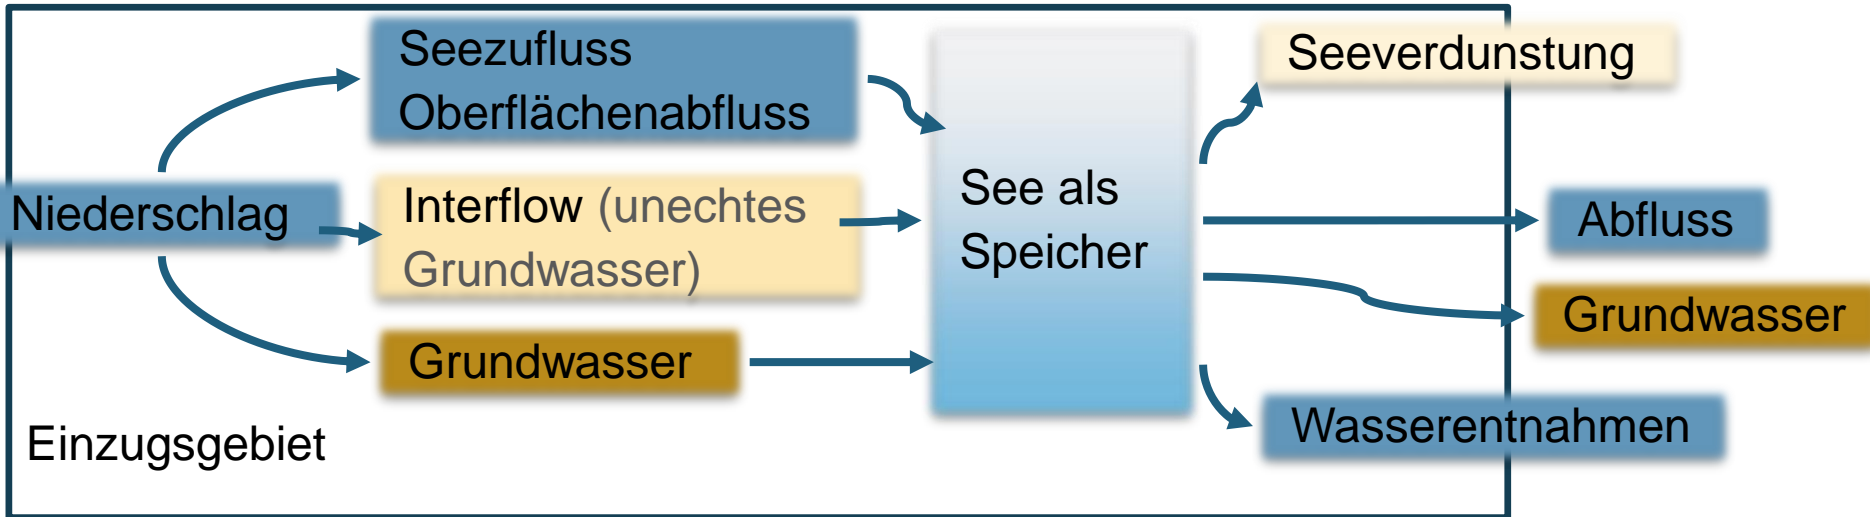 Seezufluss
Oberflächenabfluss
Seeverdunstung
Niederschlag
Interflow (unechtes
Grundwasser)
See als
Speicher
Abfluss
Grundwasser
Grundwasser
Wasserentnahmen
Einzugsgebiet